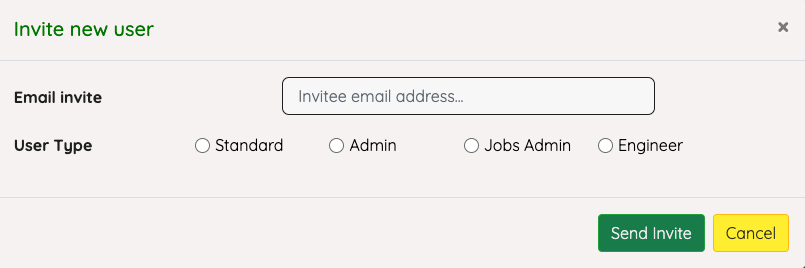 Invite new user ×
Email invite Invitee email address...
User Type Standard Admin Jobs Admin Engineer
Send Invite Cancel